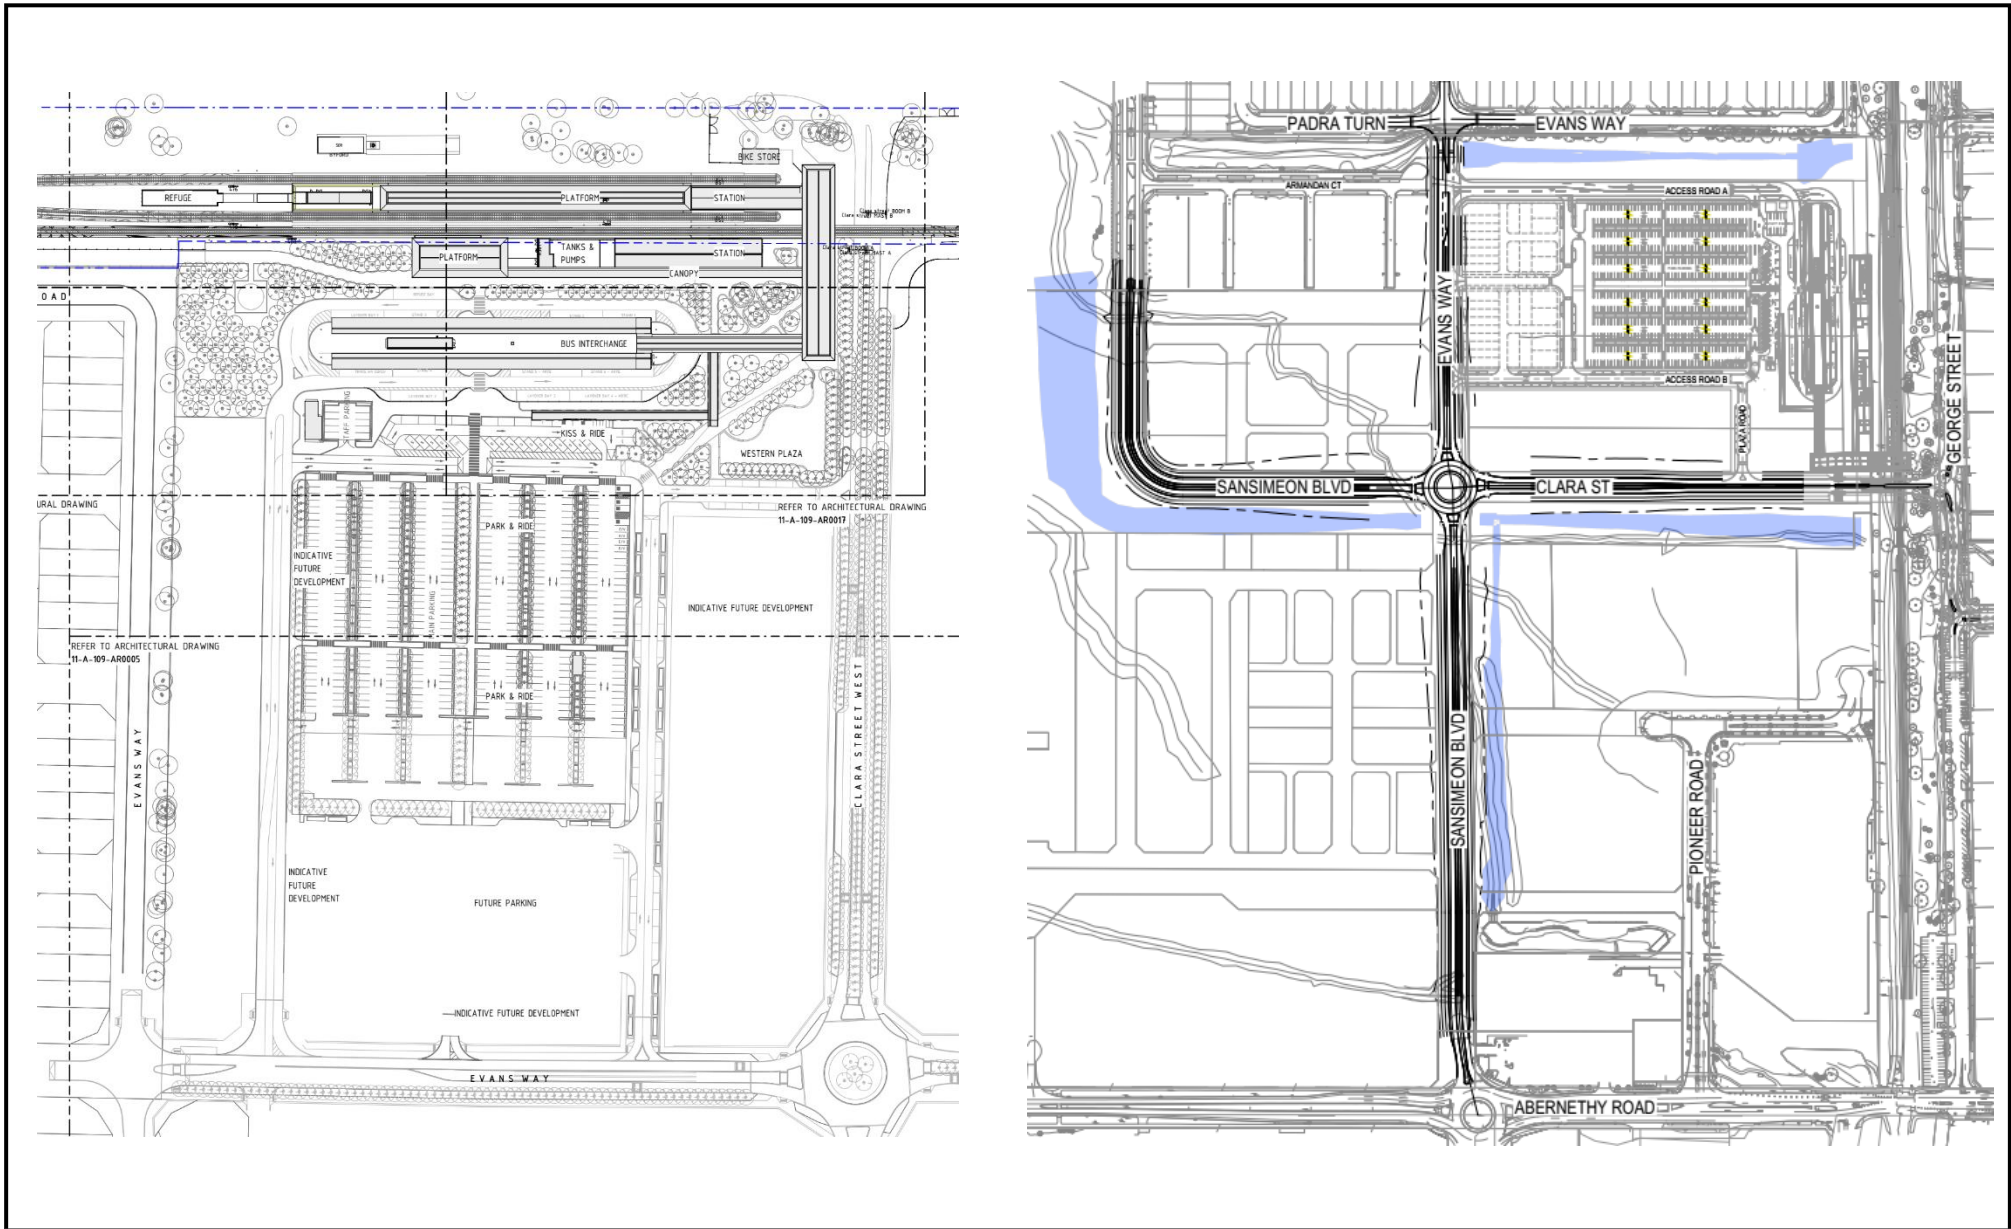 BIKE STORE
REFUGE
PLATFORM
STATION
PLATFORM
TANKS &
PUMPS
STATION
CANOPY
OAD
BUS INTERCHANGE
STAFF PARKING
KISS & RIDE
WESTERN PLAZA
URAL DRAWING
REFER TO ARCHITECTURAL DRAWING
11-A-109-AR0017
PARK & RIDE
INDICATIVE
FUTURE
DEVELOPMENT
INDICATIVE FUTURE DEVELOPMENT
REFER TO ARCHITECTURAL DRAWING
11-A-109-AR0005
PARK & RIDE
EVANS WAY
CLARA STREET WEST
INDICATIVE
FUTURE
DEVELOPMENT
FUTURE PARKING
INDICATIVE FUTURE DEVELOPMENT
EVANS WAY
PADRA TURN
EVANS WAY
ARMANDAN CT
ACCESS ROAD A
EVANS WAY
ACCESS ROAD B
PLAZA ROAD
GEORGE STREET
SANSIMEON BLVD
CLARA ST
SANSIMEON BLVD
PIONEER ROAD
ABERNETHY ROAD